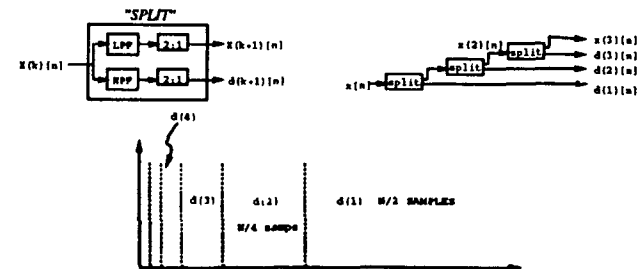 "SPLIT"
X(k)[n]
LPF
2:1
X(k+1)[n]
HPF
2:1
d(k+1)[n]
x[n]
split
x(2)[n]
split
split
x(3)[n]
d(3)[n]
d(2)[n]
d(1)[n]
d(4)
d(3)
d(2)
d(1) N/2 SAMPLES
N/4 samps